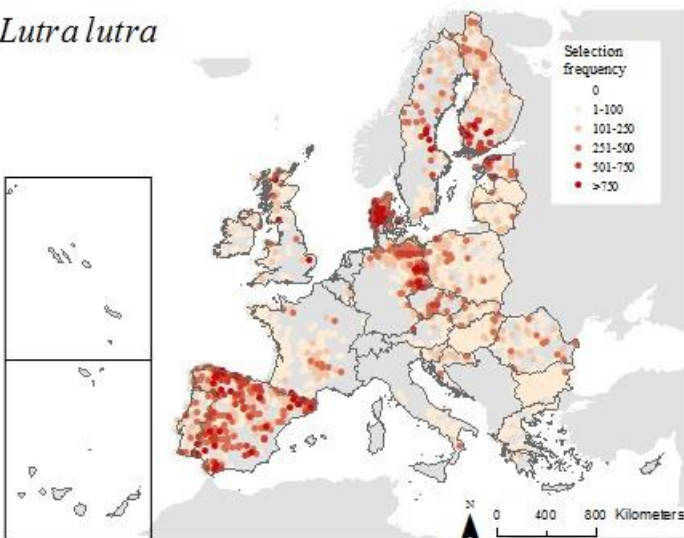 Lutra lutra
Selection
frequency
0
1-100
101-250
251-500
501-750
>750
N
0 400 800 Kilometers